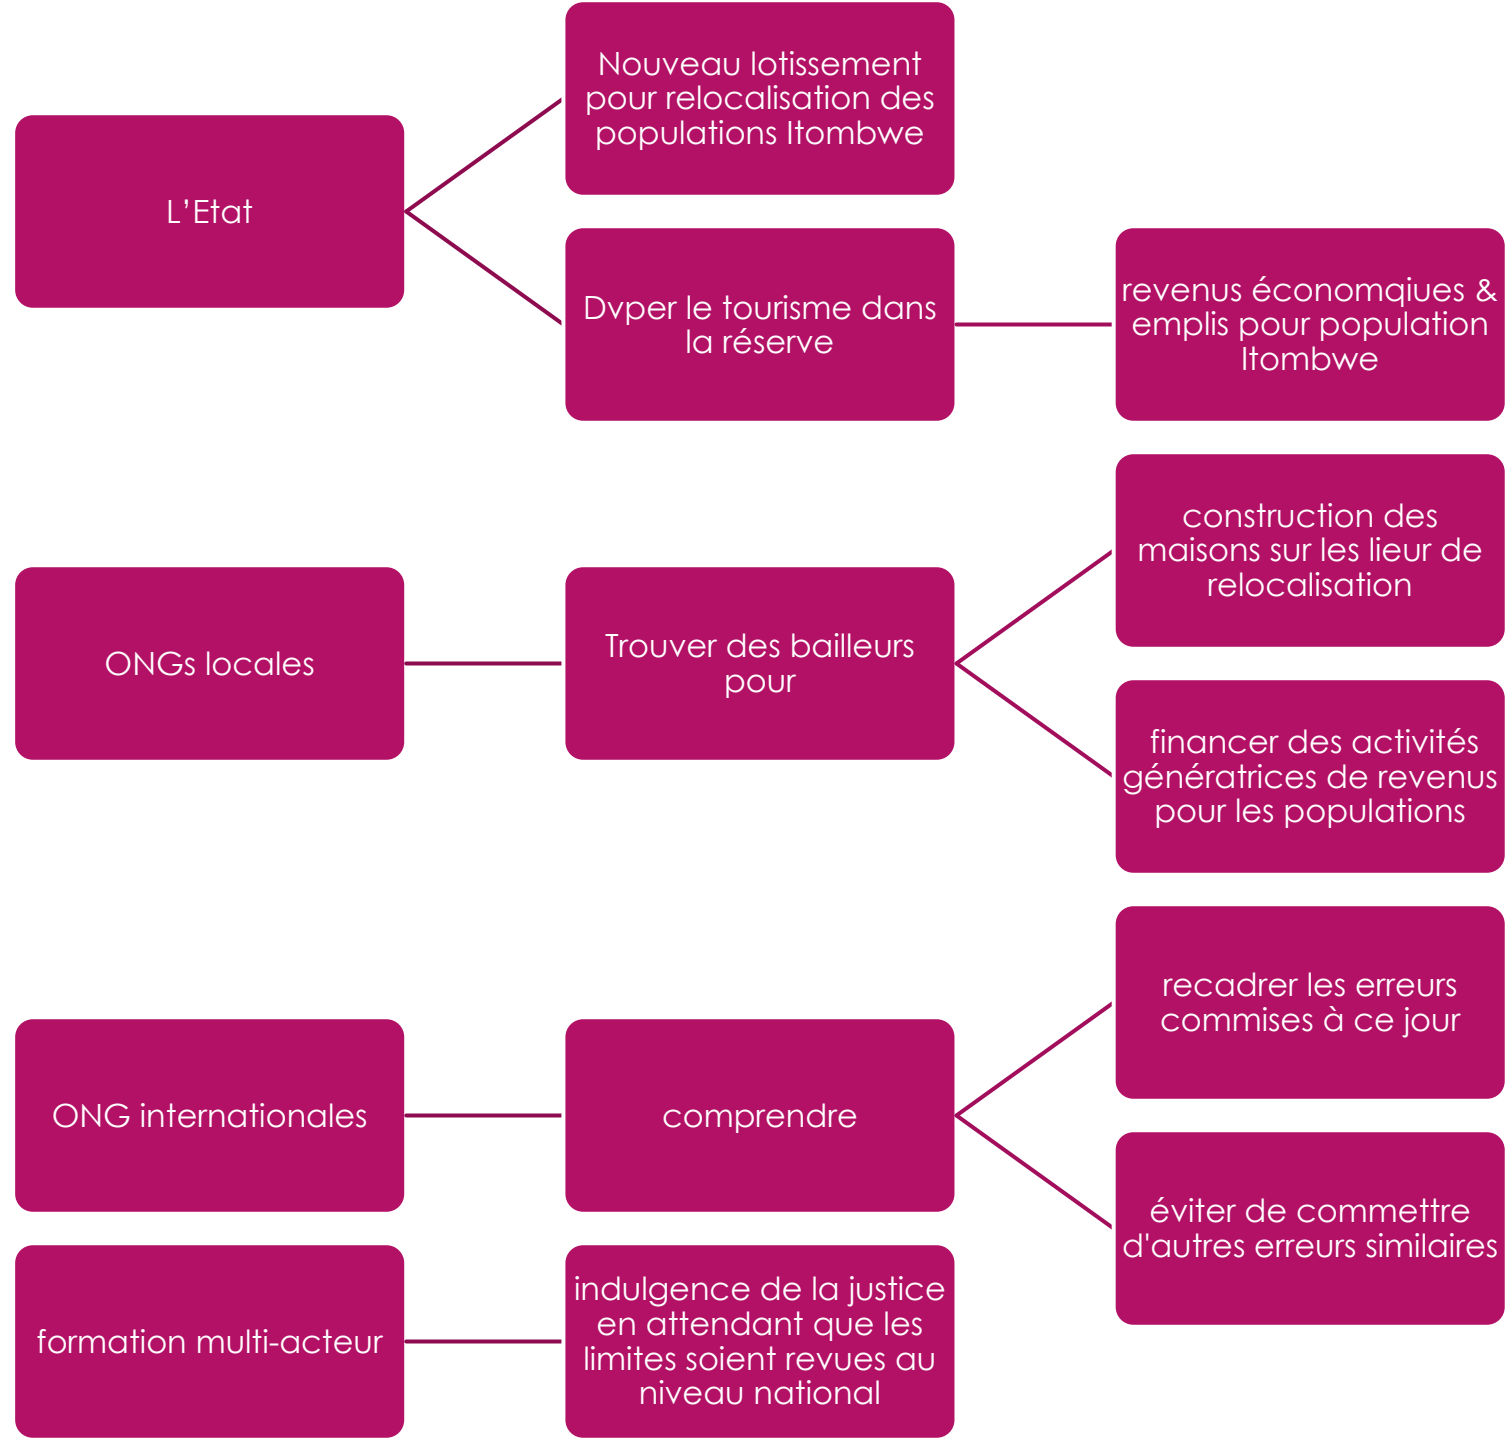 L'Etat
Nouveau lotissement
pour relocalisation des
populations Itombwe
Dvper le tourisme dans
la réserve
revenus économqiues &
emplis pour population
Itombwe
ONGs locales
Trouver des bailleurs
pour
construction des
maisons sur les lieur de
relocalisation
financer des activités
génératrices de revenus
pour les populations
ONG internationales
comprendre
recadrer les erreurs
commises à ce jour
éviter de commettre
d'autres erreurs similaires
formation multi-acteur
indulgence de la justice
en attendant que les
limites soient revues au
niveau national